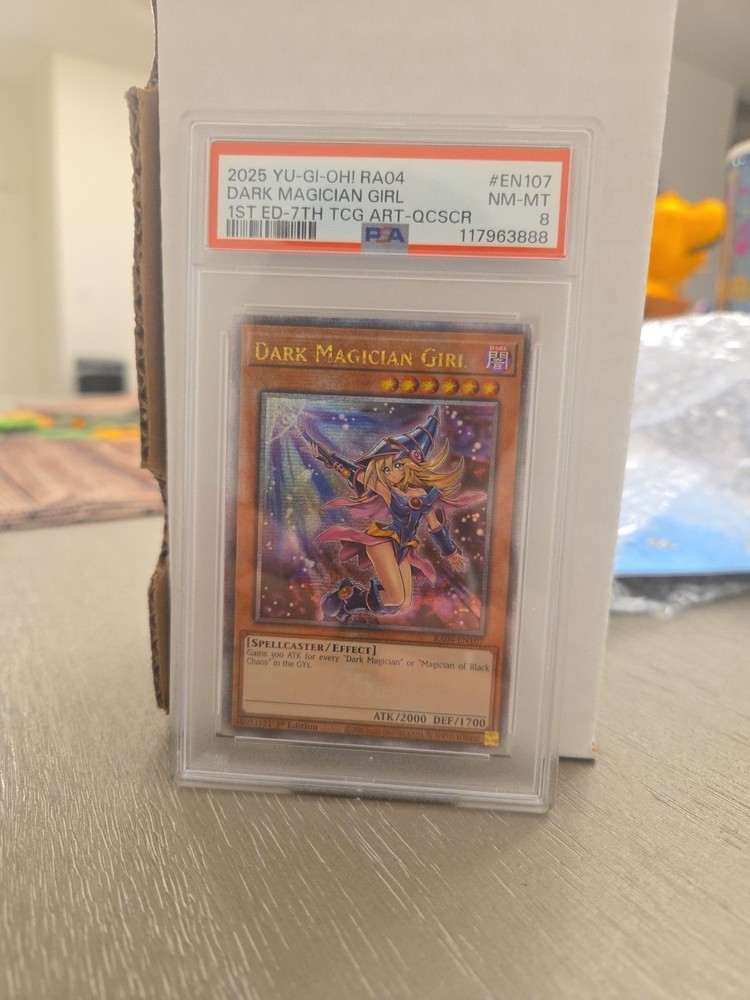 2025 YU-GI-OH! RA04 #EN107
DARK MAGICIAN GIRL NM-MT
1ST ED-7TH TCG ART-QCSCR 8
PSA 117963888
DARK MAGICIAN GIRL
DARK
闇
[SPELLCASTER/EFFECT]
Gains 300 ATK for every "Dark Magician" or "Magician of Black
Chaos" in the GYs.
ATK/2000 DEF/1700
1st Edition